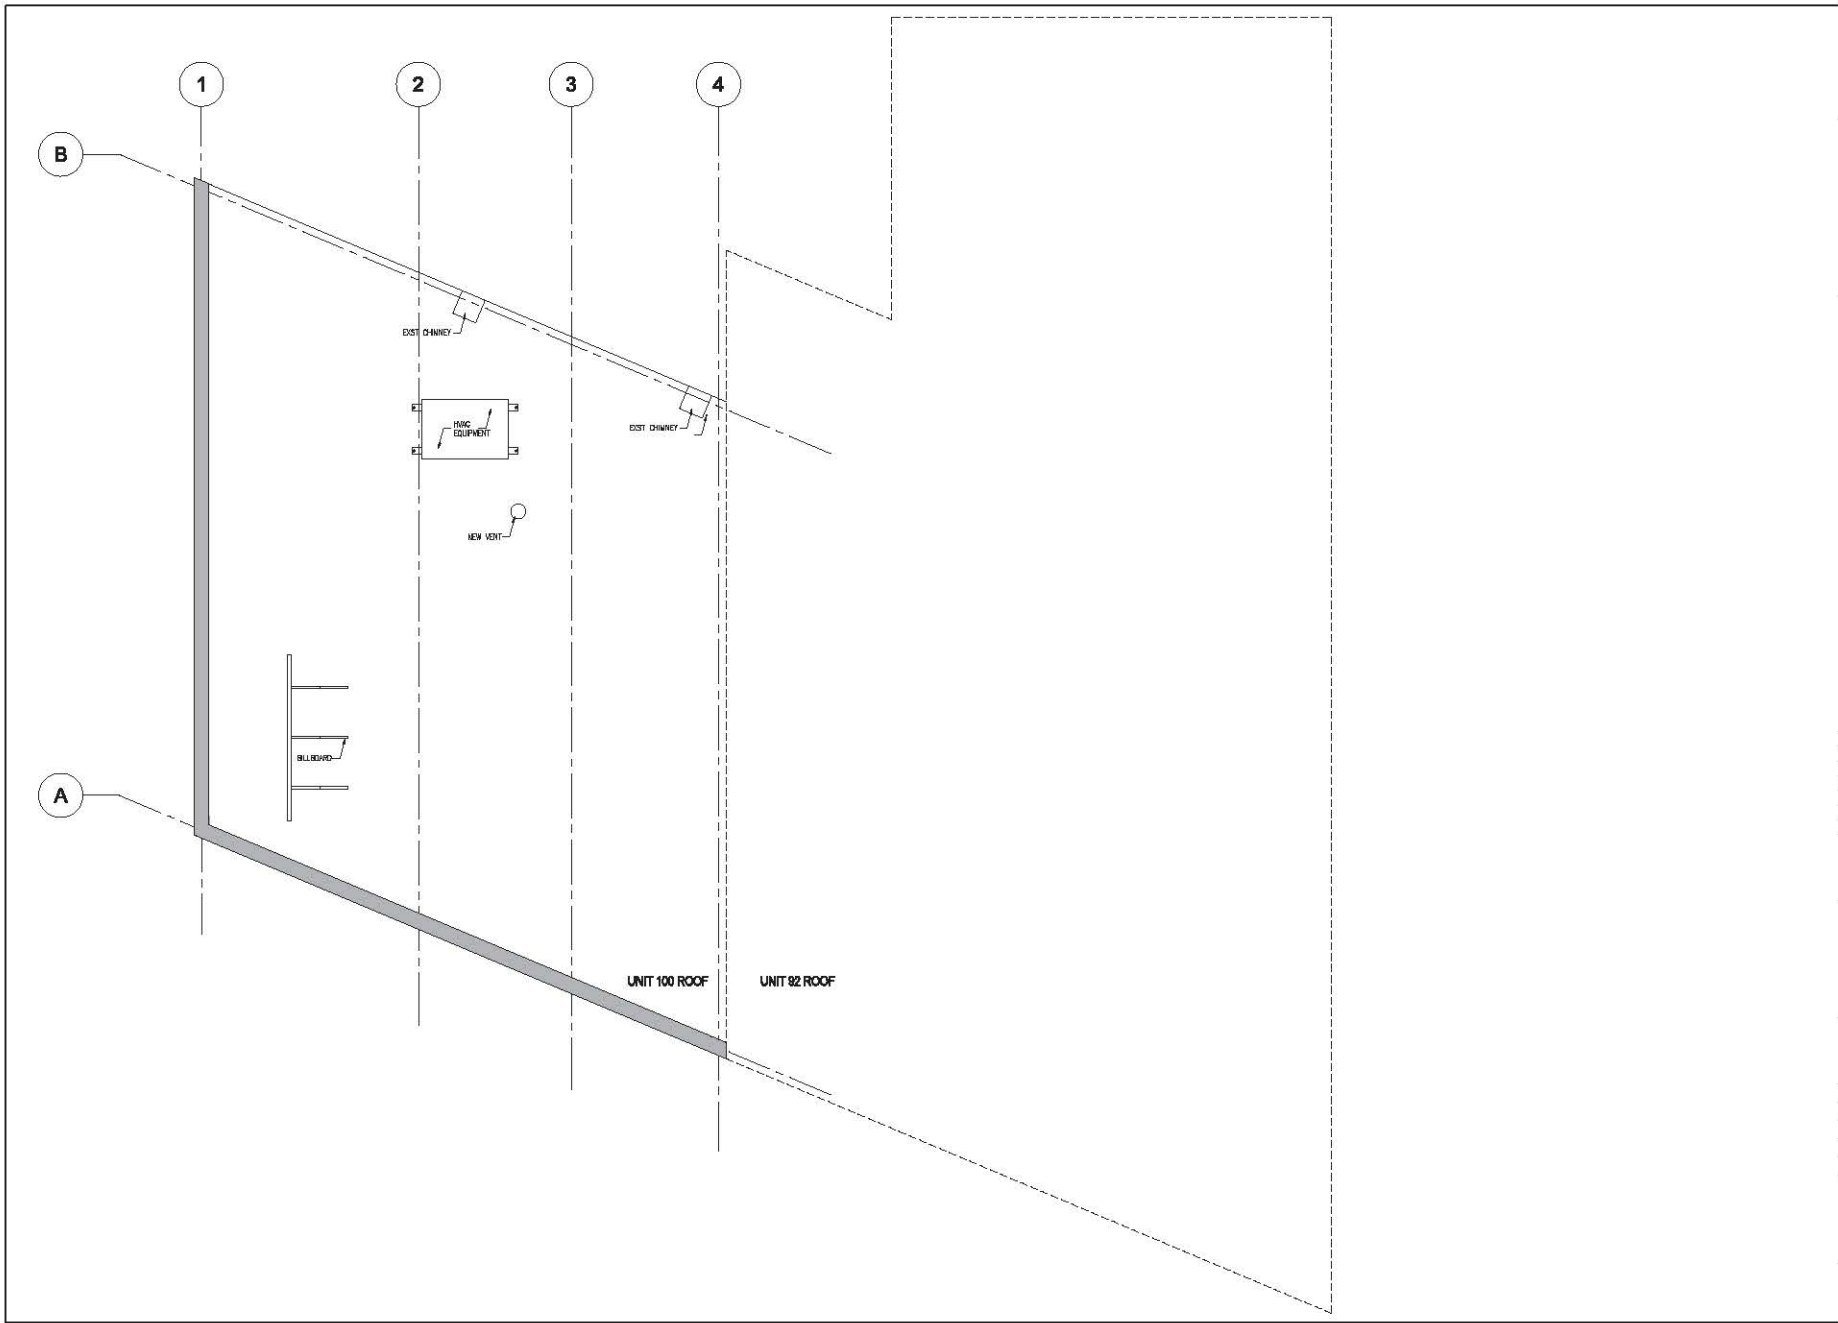 1
2
3
4
B
EXST CHIMNEY
HVAC
EQUIPMENT
EXST CHIMNEY
NEW VENT
BILLBOARD
A
UNIT 100 ROOF
UNIT 92 ROOF